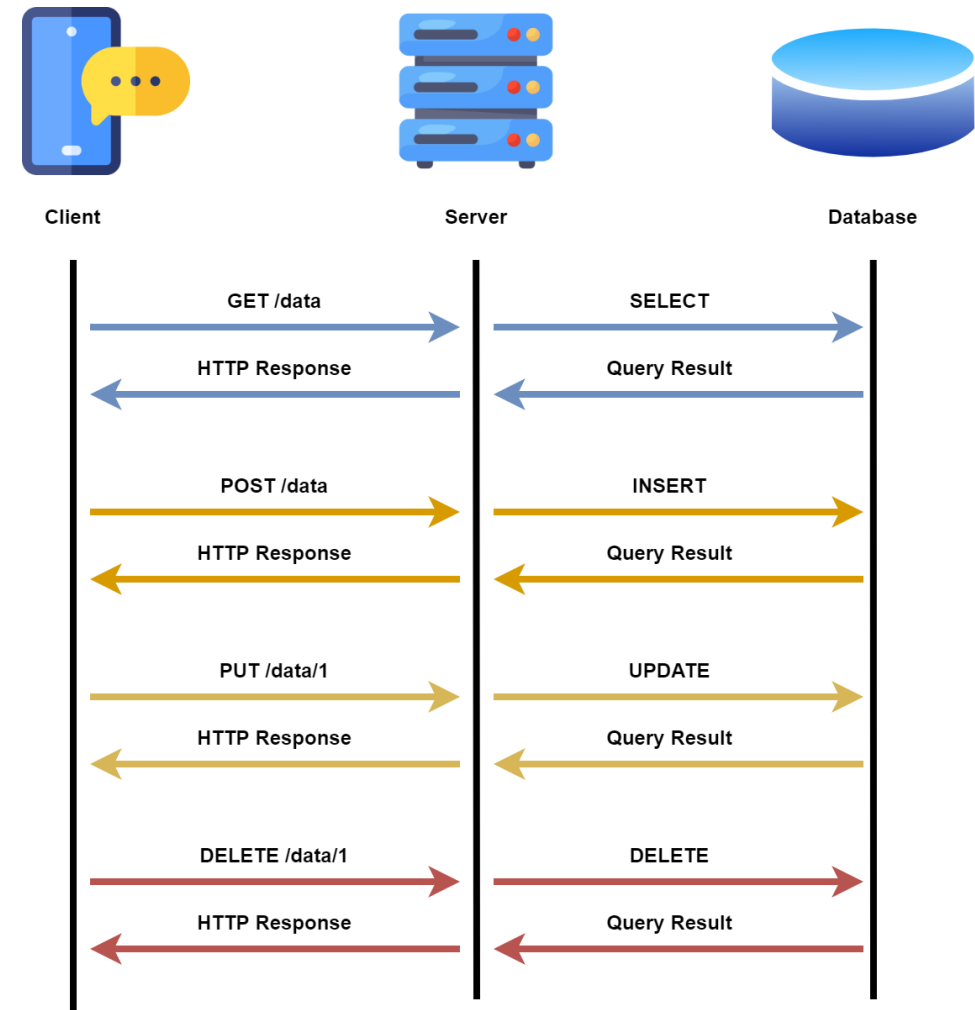 Client
Server
Database
GET /data
SELECT
HTTP Response
Query Result
POST /data
INSERT
HTTP Response
Query Result
PUT /data/1
UPDATE
HTTP Response
Query Result
DELETE /data/1
DELETE
HTTP Response
Query Result